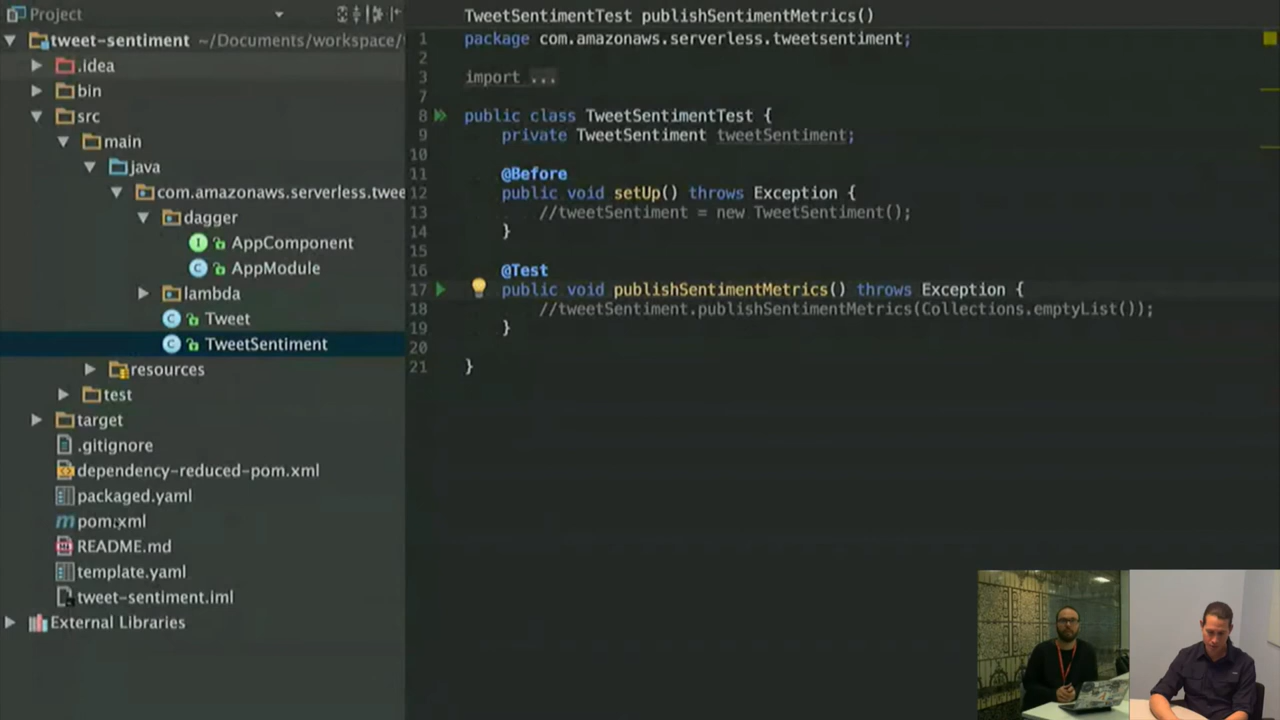 Project
tweet-sentiment ~/Documents/workspace/
.idea
bin
src
main
java
com.amazonaws.serverless.twee
dagger
AppComponent
AppModule
lambda
Tweet
TweetSentiment
resources
test
target
.gitignore
dependency-reduced-pom.xml
packaged.yaml
pom.xml
README.md
template.yaml
tweet-sentiment.iml
External Libraries
TweetSentimentTest publishSentimentMetrics()
1 package com.amazonaws.serverless.tweetsentiment;
2
3 import ...
7
8 public class TweetSentimentTest {
9 private TweetSentiment tweetSentiment;
10
11 @Before
12 public void setUp() throws Exception {
13 //tweetSentiment = new TweetSentiment();
14 }
15
16 @Test
17 public void publishSentimentMetrics() throws Exception {
18 //tweetSentiment.publishSentimentMetrics(Collections.emptyList());
19 }
20
21 }